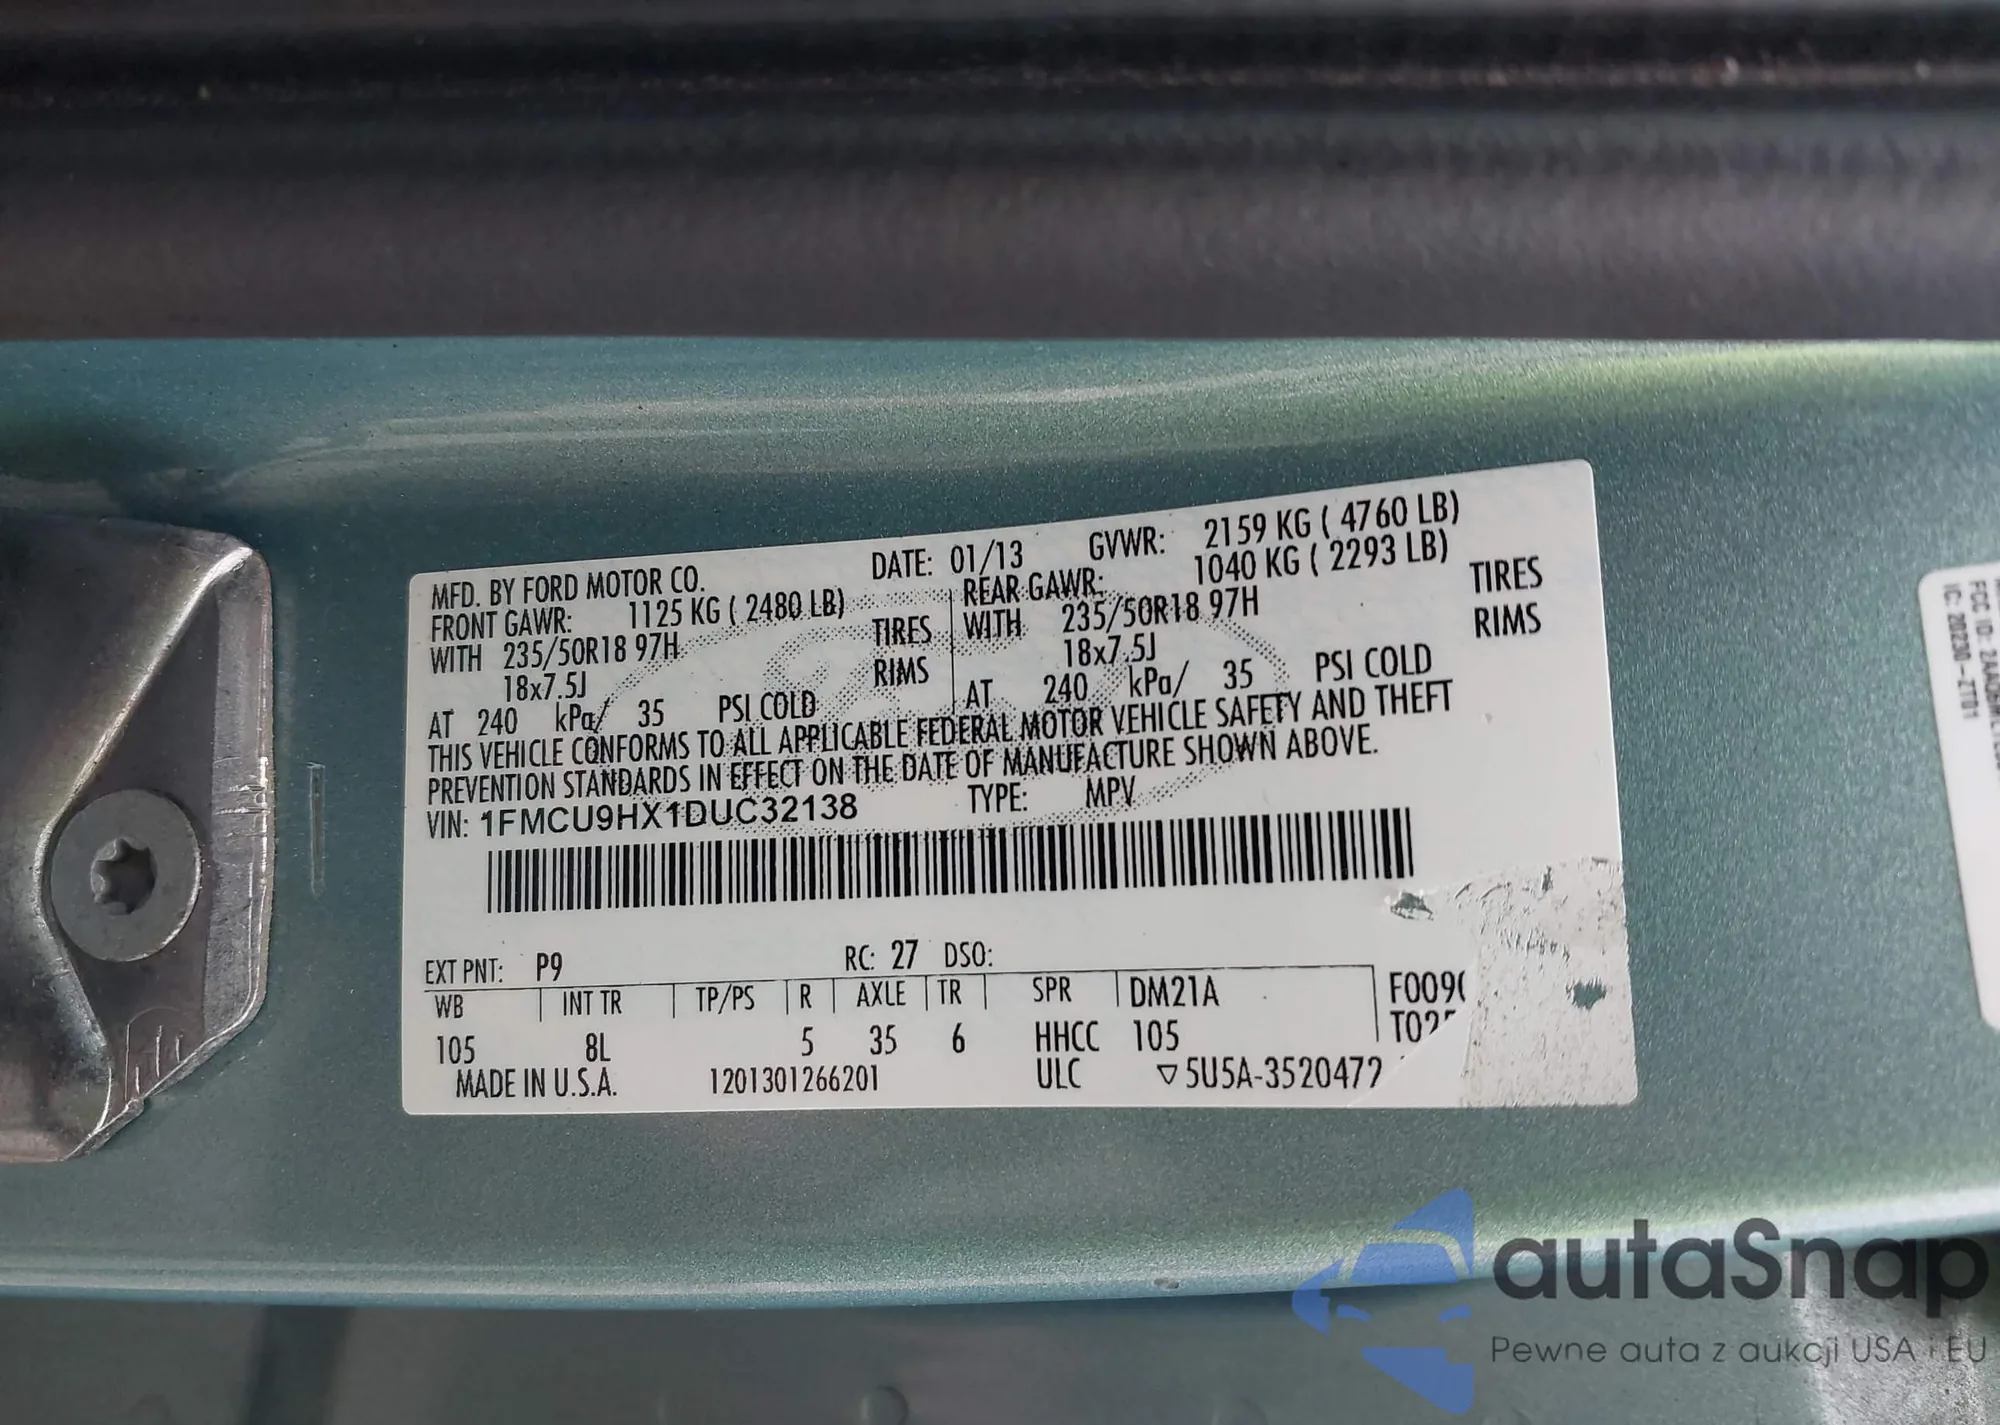 MFD. BY FORD MOTOR CO. DATE: 01/13 GVWR: 2159 KG ( 4760 LB)
FRONT GAWR: 1125 KG ( 2480 LB) REAR GAWR: 1040 KG ( 2293 LB)
WITH 235/50R18 97H TIRES WITH 235/50R18 97H TIRES
18x7.5J RIMS 18x7.5J RIMS
AT 240 kPa/ 35 PSI COLD AT 240 kPa/ 35 PSI COLD
THIS VEHICLE CONFORMS TO ALL APPLICABLE FEDERAL MOTOR VEHICLE SAFETY AND THEFT
PREVENTION STANDARDS IN EFFECT ON THE DATE OF MANUFACTURE SHOWN ABOVE.
VIN: 1FMCU9HX1DUC32138 TYPE: MPV
EXT PNT: P9 RC: 27 DSO:
WB INT TR TP/PS R AXLE TR SPR DM21A
105 8L 5 35 6 HHCC 105
MADE IN U.S.A. 1201301266201 ULC ▽5U5A-3520472
FCC ID:
IC: 20230-ZT01
autaSnap
Pewne auta z aukcji USA i EU